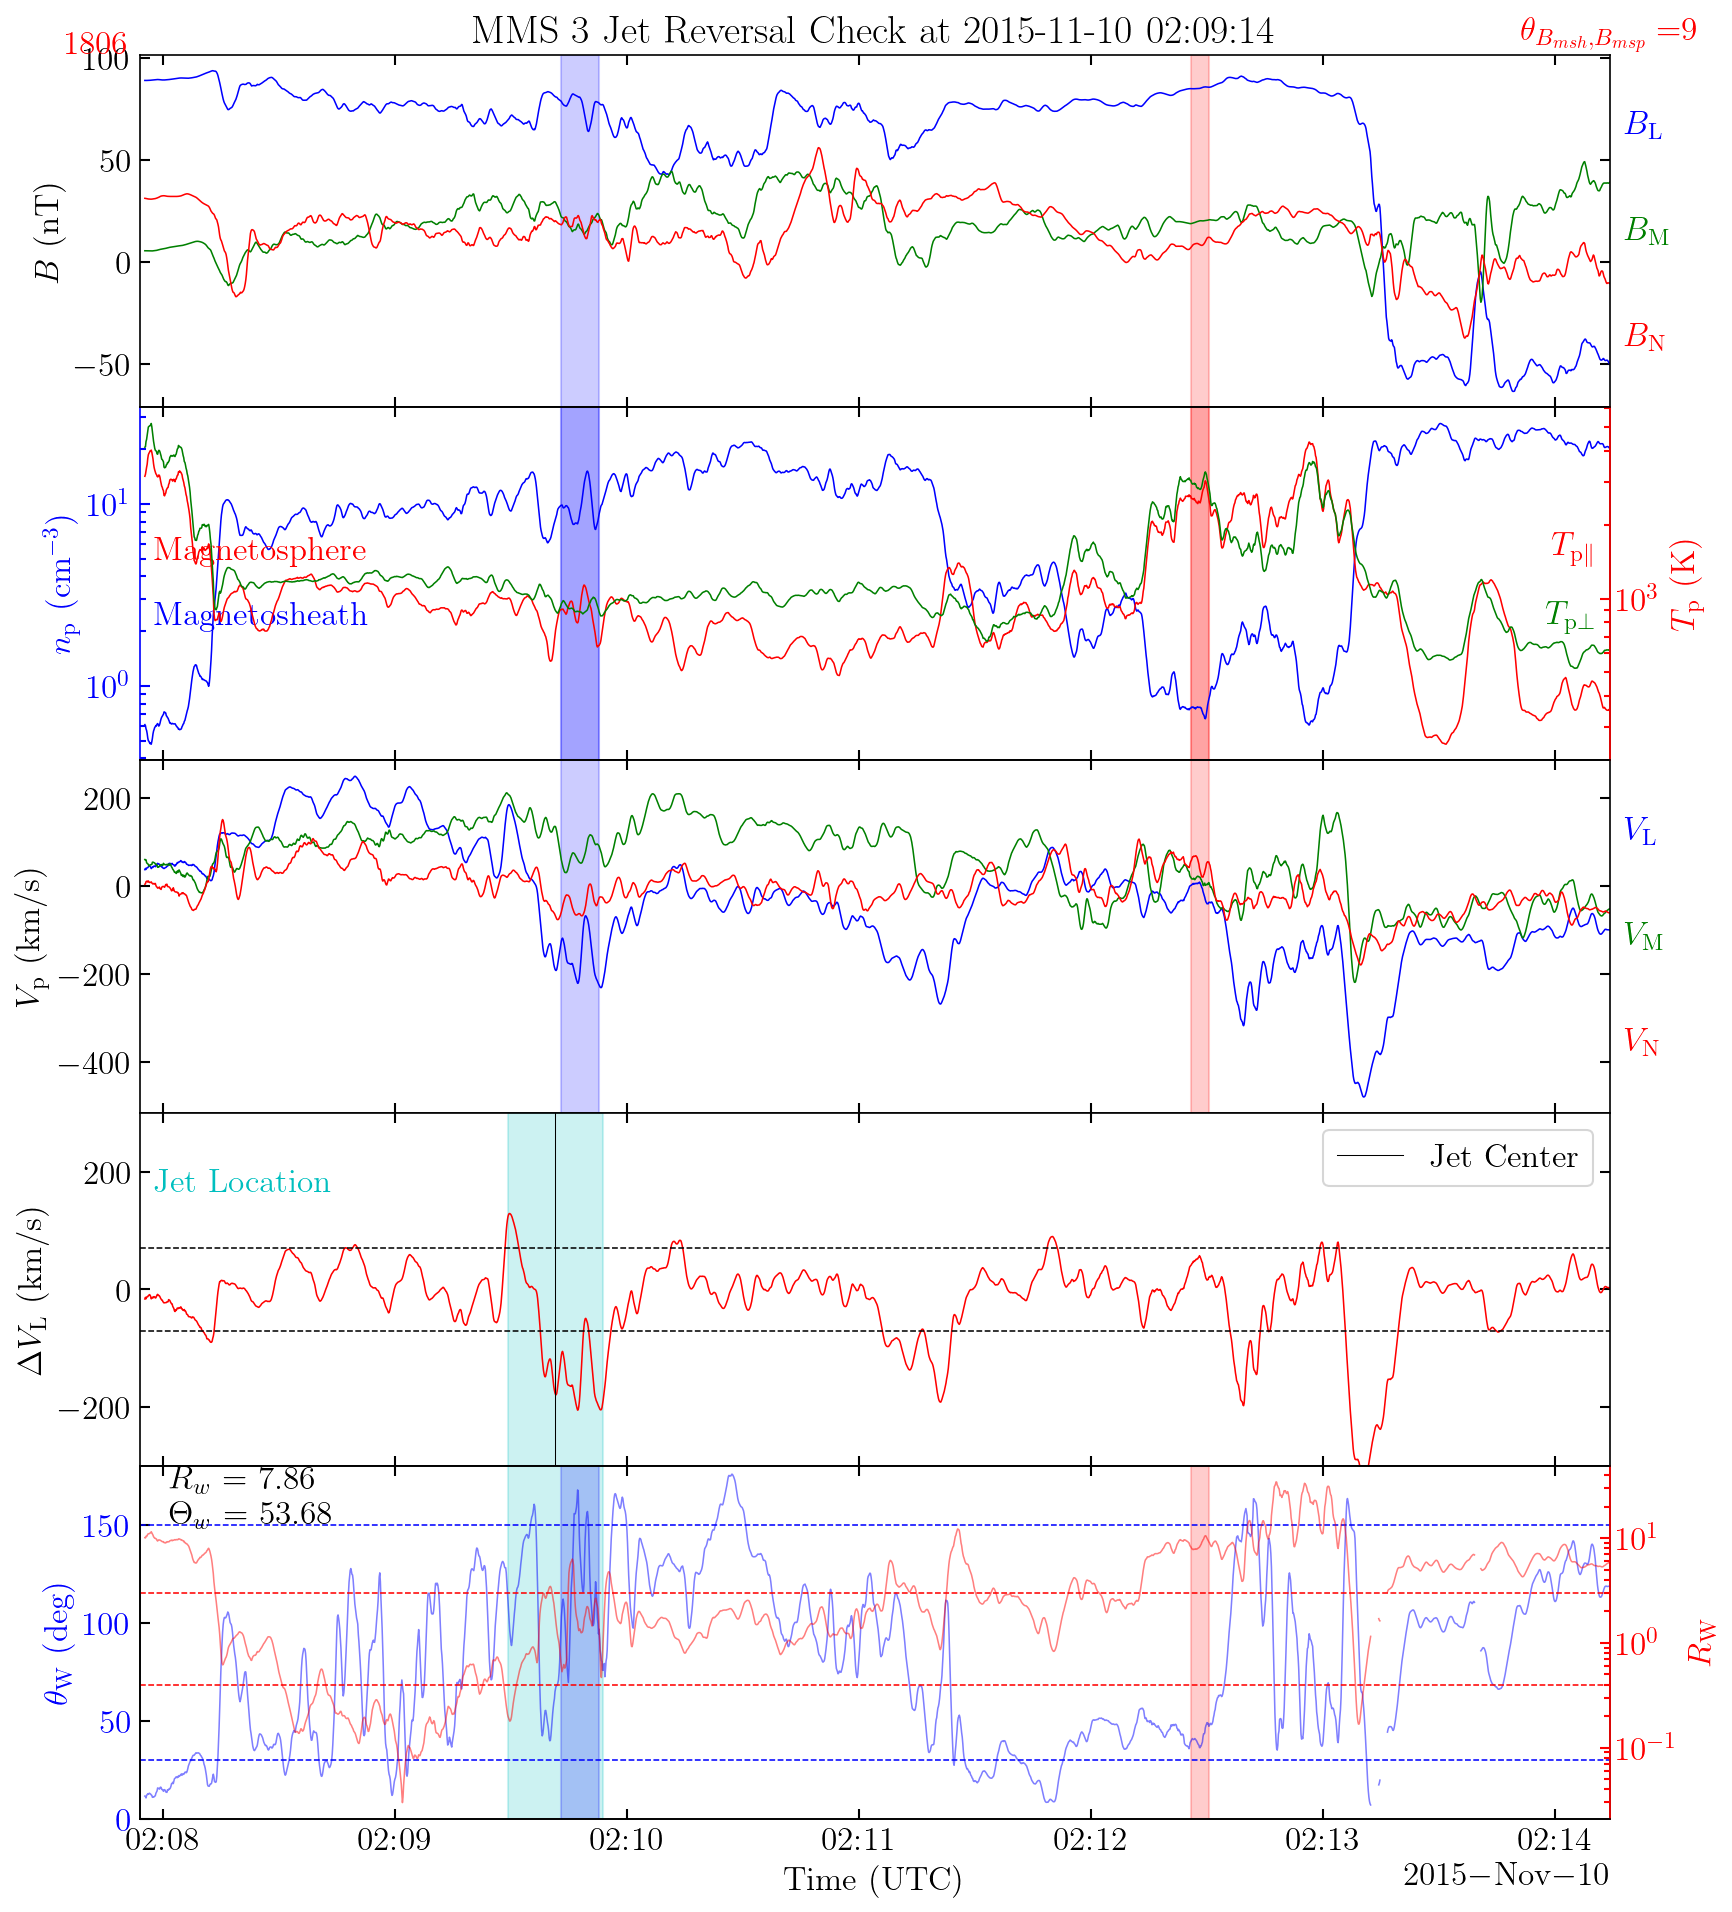 MMS 3 Jet Reversal Check at 2015-11-10 02:09:14
1806
θ_{B_{msh},B_{msp}} =9
100
50
0
−50
B (nT)
B_L
B_M
B_N
10^1
10^0
n_p (cm^{−3})
Magnetosphere
Magnetosheath
T_{p∥}
T_{p⊥}
10^3
T_p (K)
200
0
−200
−400
V_p (km/s)
V_L
V_M
V_N
200
0
−200
ΔV_L (km/s)
Jet Location
Jet Center
R_w = 7.86
Θ_w = 53.68
150
100
50
0
θ_W (deg)
10^1
10^0
10^{−1}
R_W
02:08 02:09 02:10 02:11 02:12 02:13 02:14
Time (UTC)
2015−Nov−10